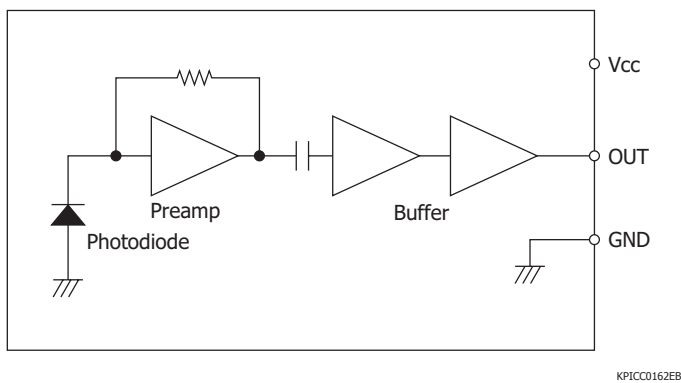 Vcc
OUT
Preamp
Buffer
Photodiode
GND
KPICC0162EB